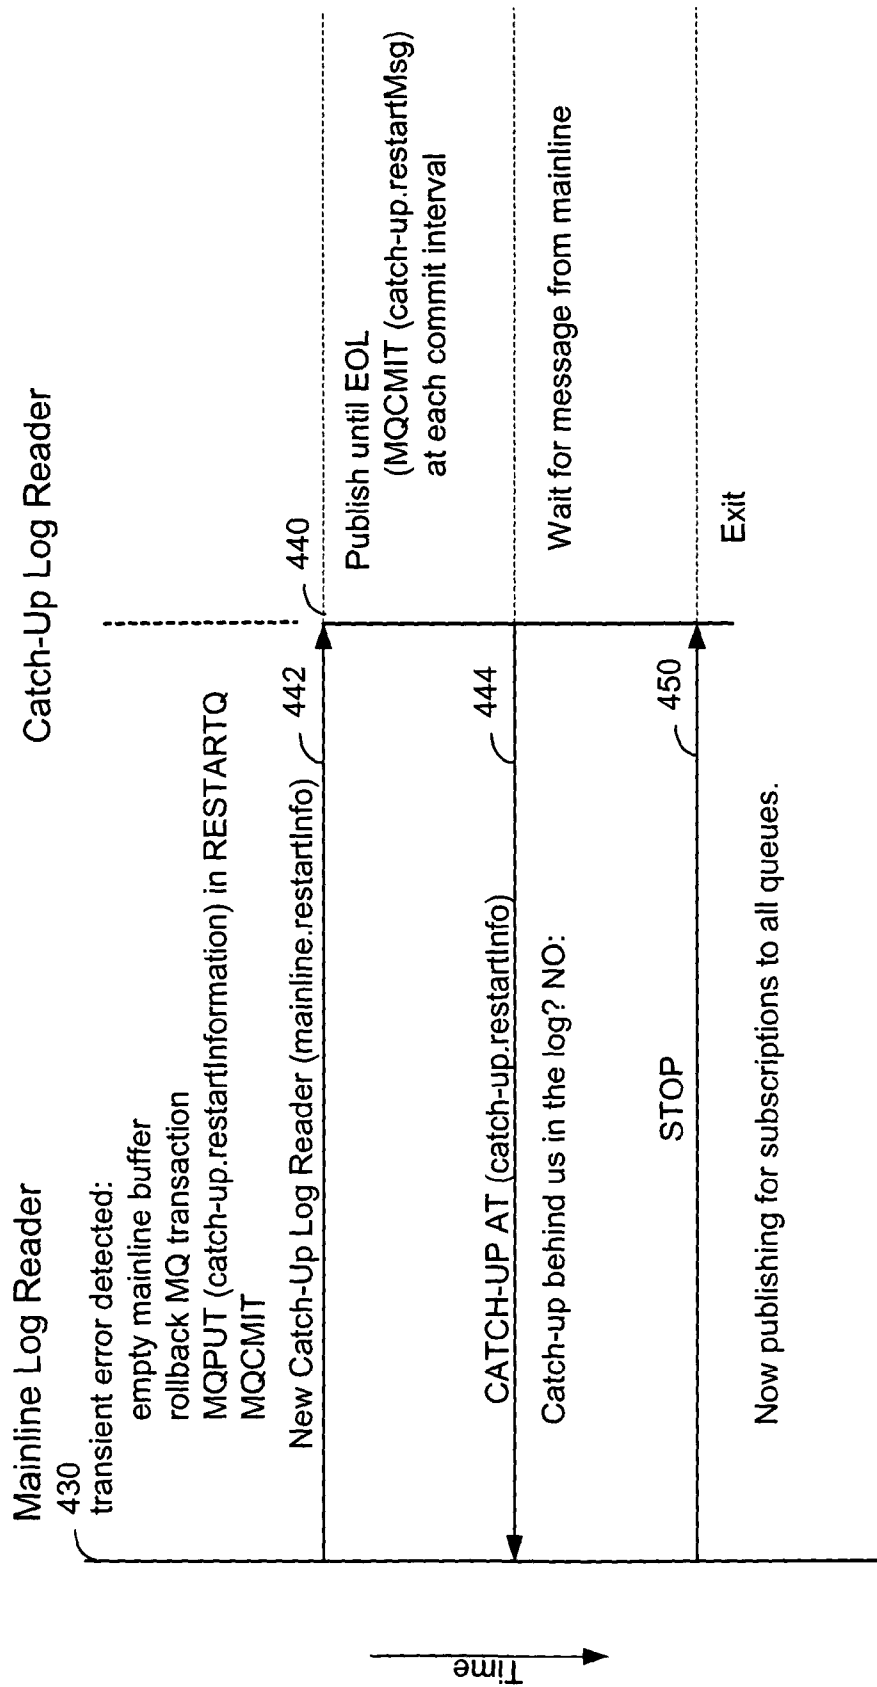 Mainline Log Reader
Catch-Up Log Reader
430
transient error detected:
empty mainline buffer
rollback MQ transaction
MQPUT (catch-up.restartInformation) in RESTARTQ
MQCMIT
New Catch-Up Log Reader (mainline.restartInfo)
442
440
Publish until EOL
(MQCMIT (catch-up.restartMsg)
at each commit interval
CATCH-UP AT (catch-up.restartInfo)
444
Catch-up behind us in the log? NO:
Wait for message from mainline
STOP
450
Exit
Now publishing for subscriptions to all queues.
Time